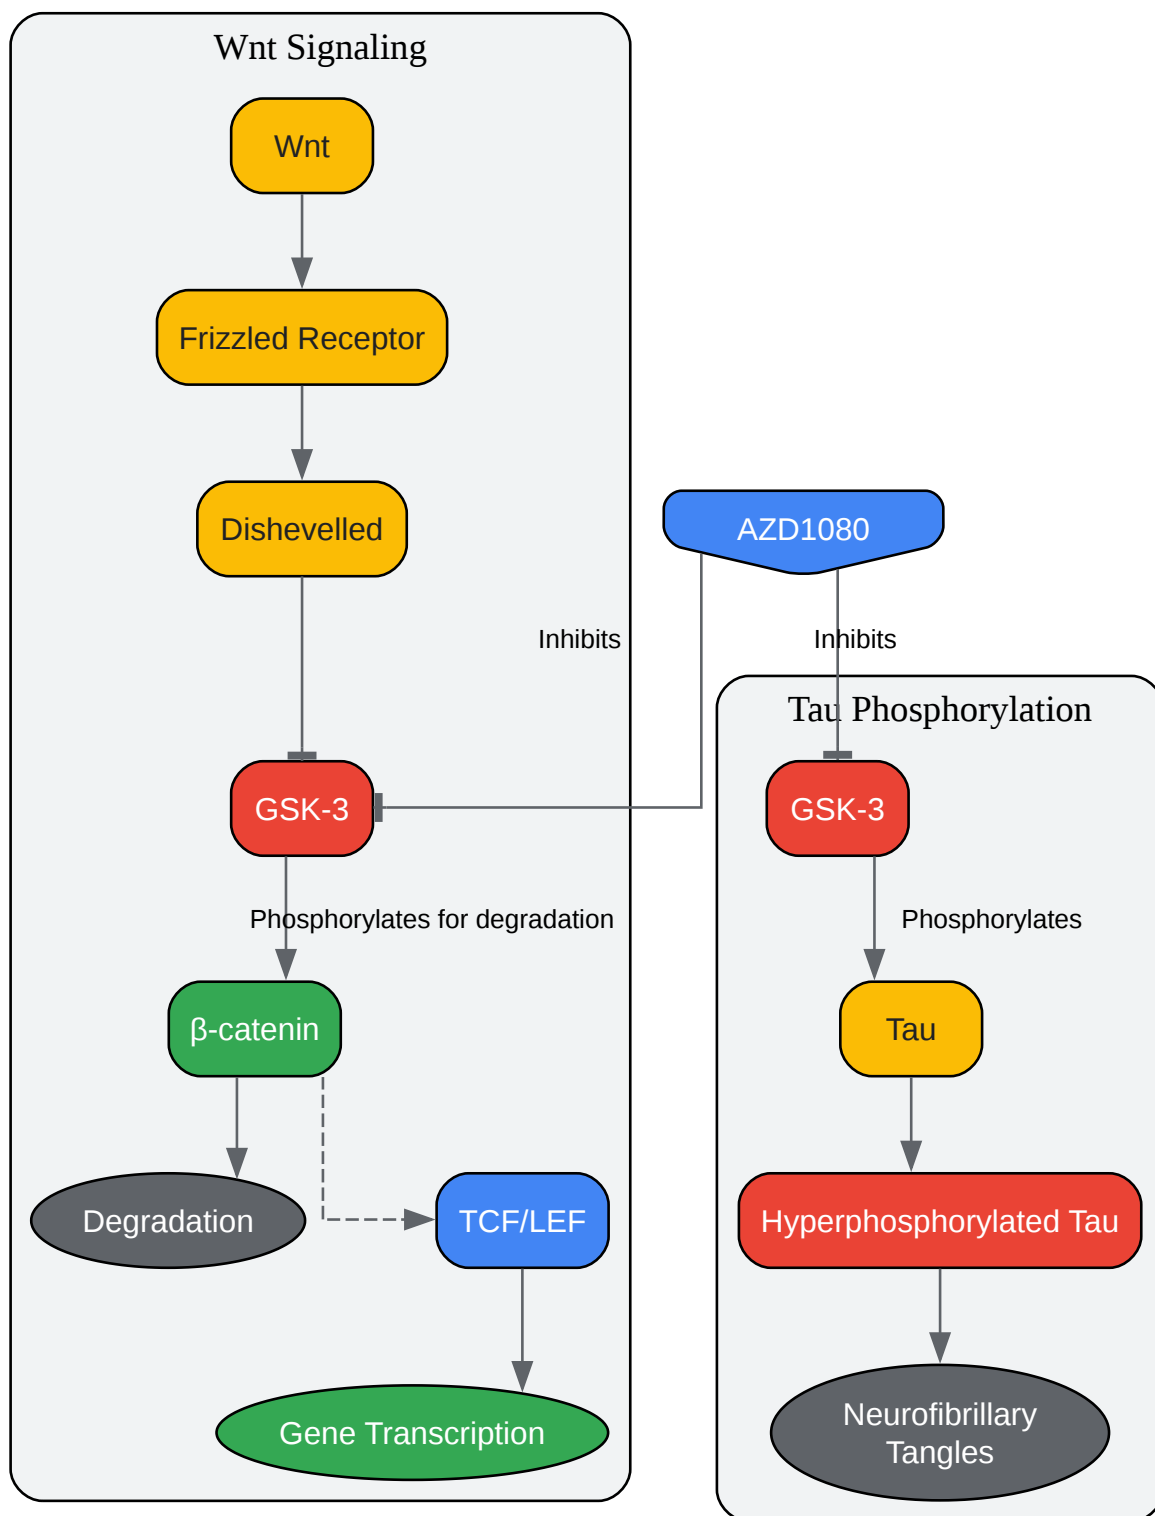 Wnt Signaling
Wnt
Frizzled Receptor
Dishevelled
AZD1080
Inhibits
Inhibits
Tau Phosphorylation
GSK-3
GSK-3
Phosphorylates for degradation
Phosphorylates
β-catenin
Tau
Degradation
TCF/LEF
Hyperphosphorylated Tau
Gene Transcription
Neurofibrillary
Tangles